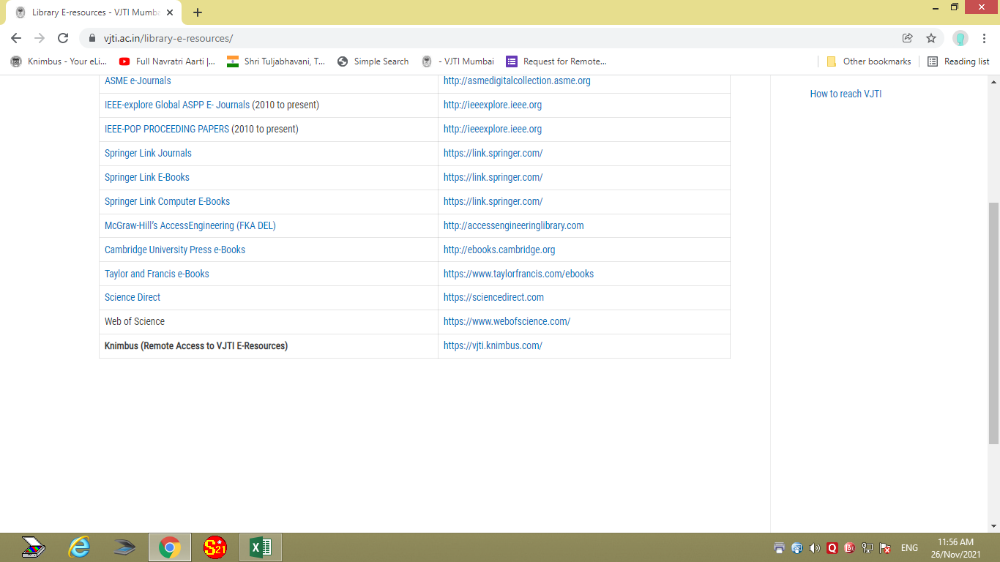 Library E-resources - VJTI Mumba
vjti.ac.in/library-e-resources/
Knimbus - Your eLi... Full Navratri Aarti |... Shri Tuljabhavani, T... Simple Search - VJTI Mumbai Request for Remote... Other bookmarks Reading list
ASME e-Journals http://asmedigitalcollection.asme.org
How to reach VJTI
IEEE-explore Global ASPP E- Journals (2010 to present) http://ieeexplore.ieee.org
IEEE-POP PROCEEDING PAPERS (2010 to present) http://ieeexplore.ieee.org
Springer Link Journals https://link.springer.com/
Springer Link E-Books https://link.springer.com/
Springer Link Computer E-Books https://link.springer.com/
McGraw-Hill’s AccessEngineering (FKA DEL) http://accessengineeringlibrary.com
Cambridge University Press e-Books http://ebooks.cambridge.org
Taylor and Francis e-Books https://www.taylorfrancis.com/ebooks
Science Direct https://sciencedirect.com
Web of Science https://www.webofscience.com/
Knimbus (Remote Access to VJTI E-Resources) https://vjti.knimbus.com/
S21
Q
ENG
11:56 AM
26/Nov/2021